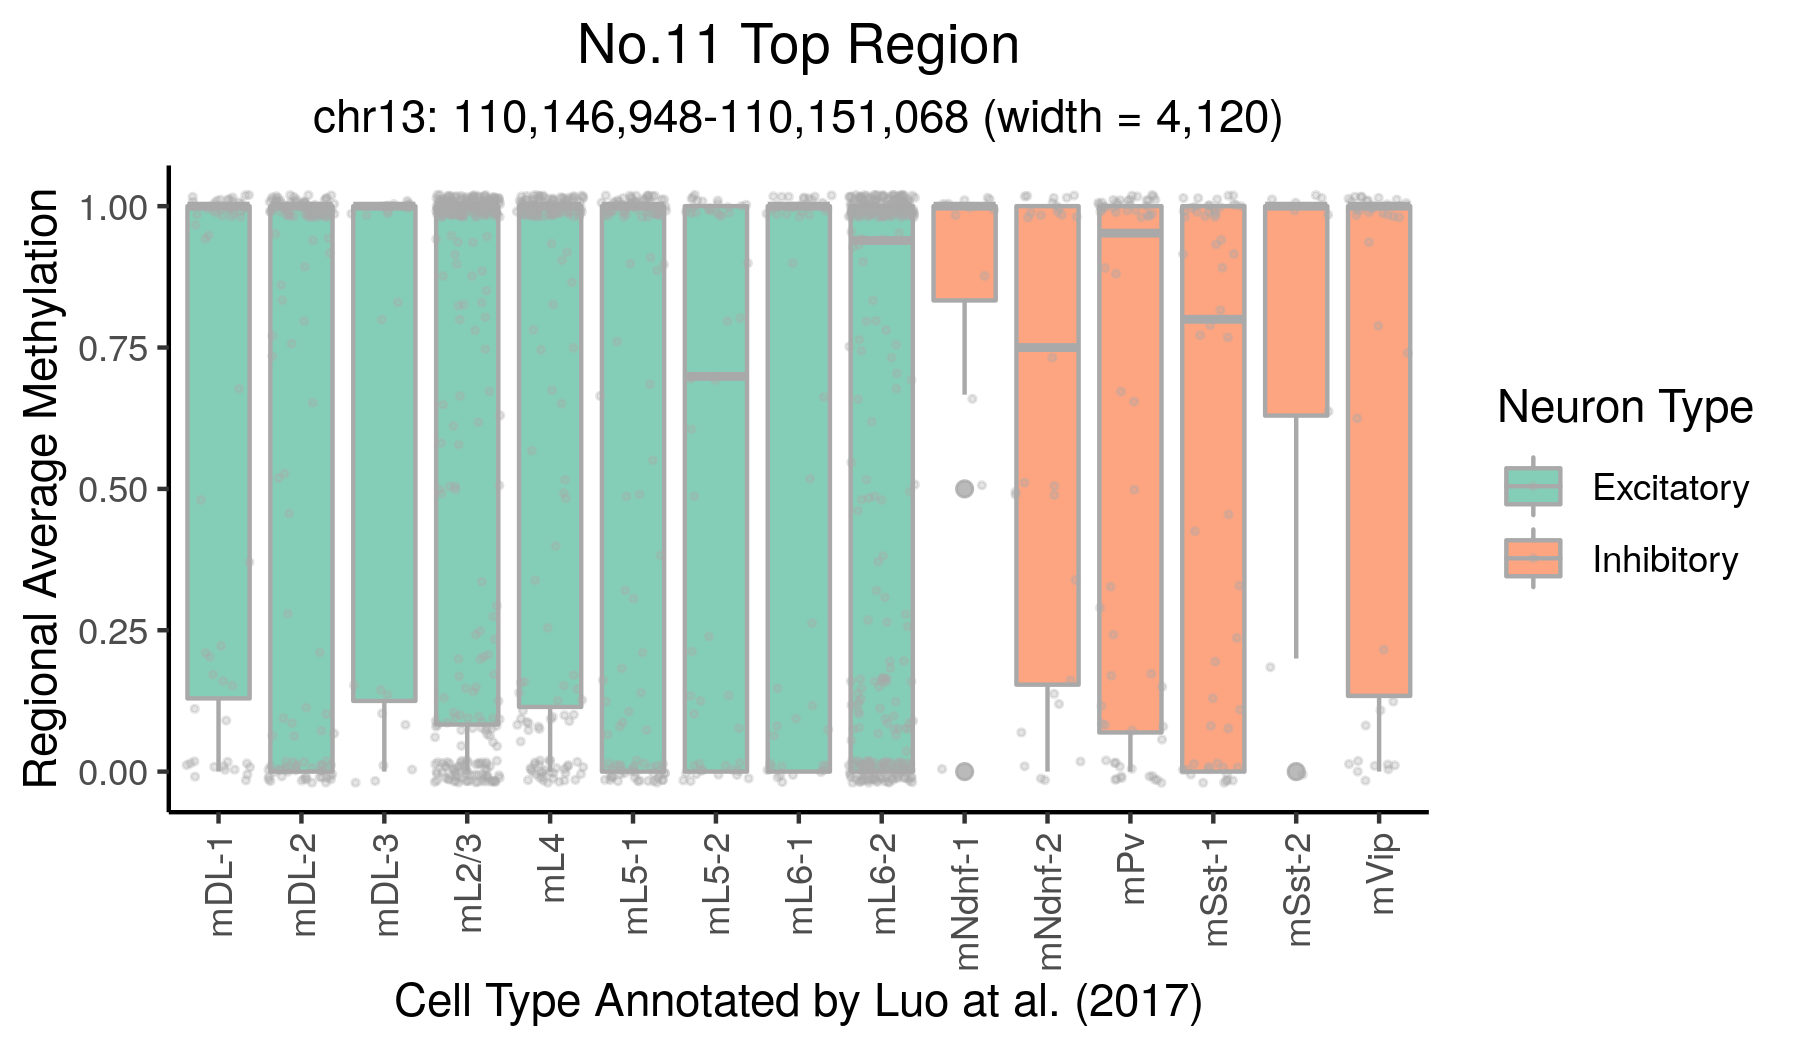 No.11 Top Region
chr13: 110,146,948-110,151,068 (width = 4,120)
Regional Average Methylation
1.00
0.75
0.50
0.25
0.00
mDL-1
mDL-2
mDL-3
mL2/3
mL4
mL5-1
mL5-2
mL6-1
mL6-2
mNdnf-1
mNdnf-2
mPv
mSst-1
mSst-2
mVip
Cell Type Annotated by Luo at al. (2017)
Neuron Type
Excitatory
Inhibitory